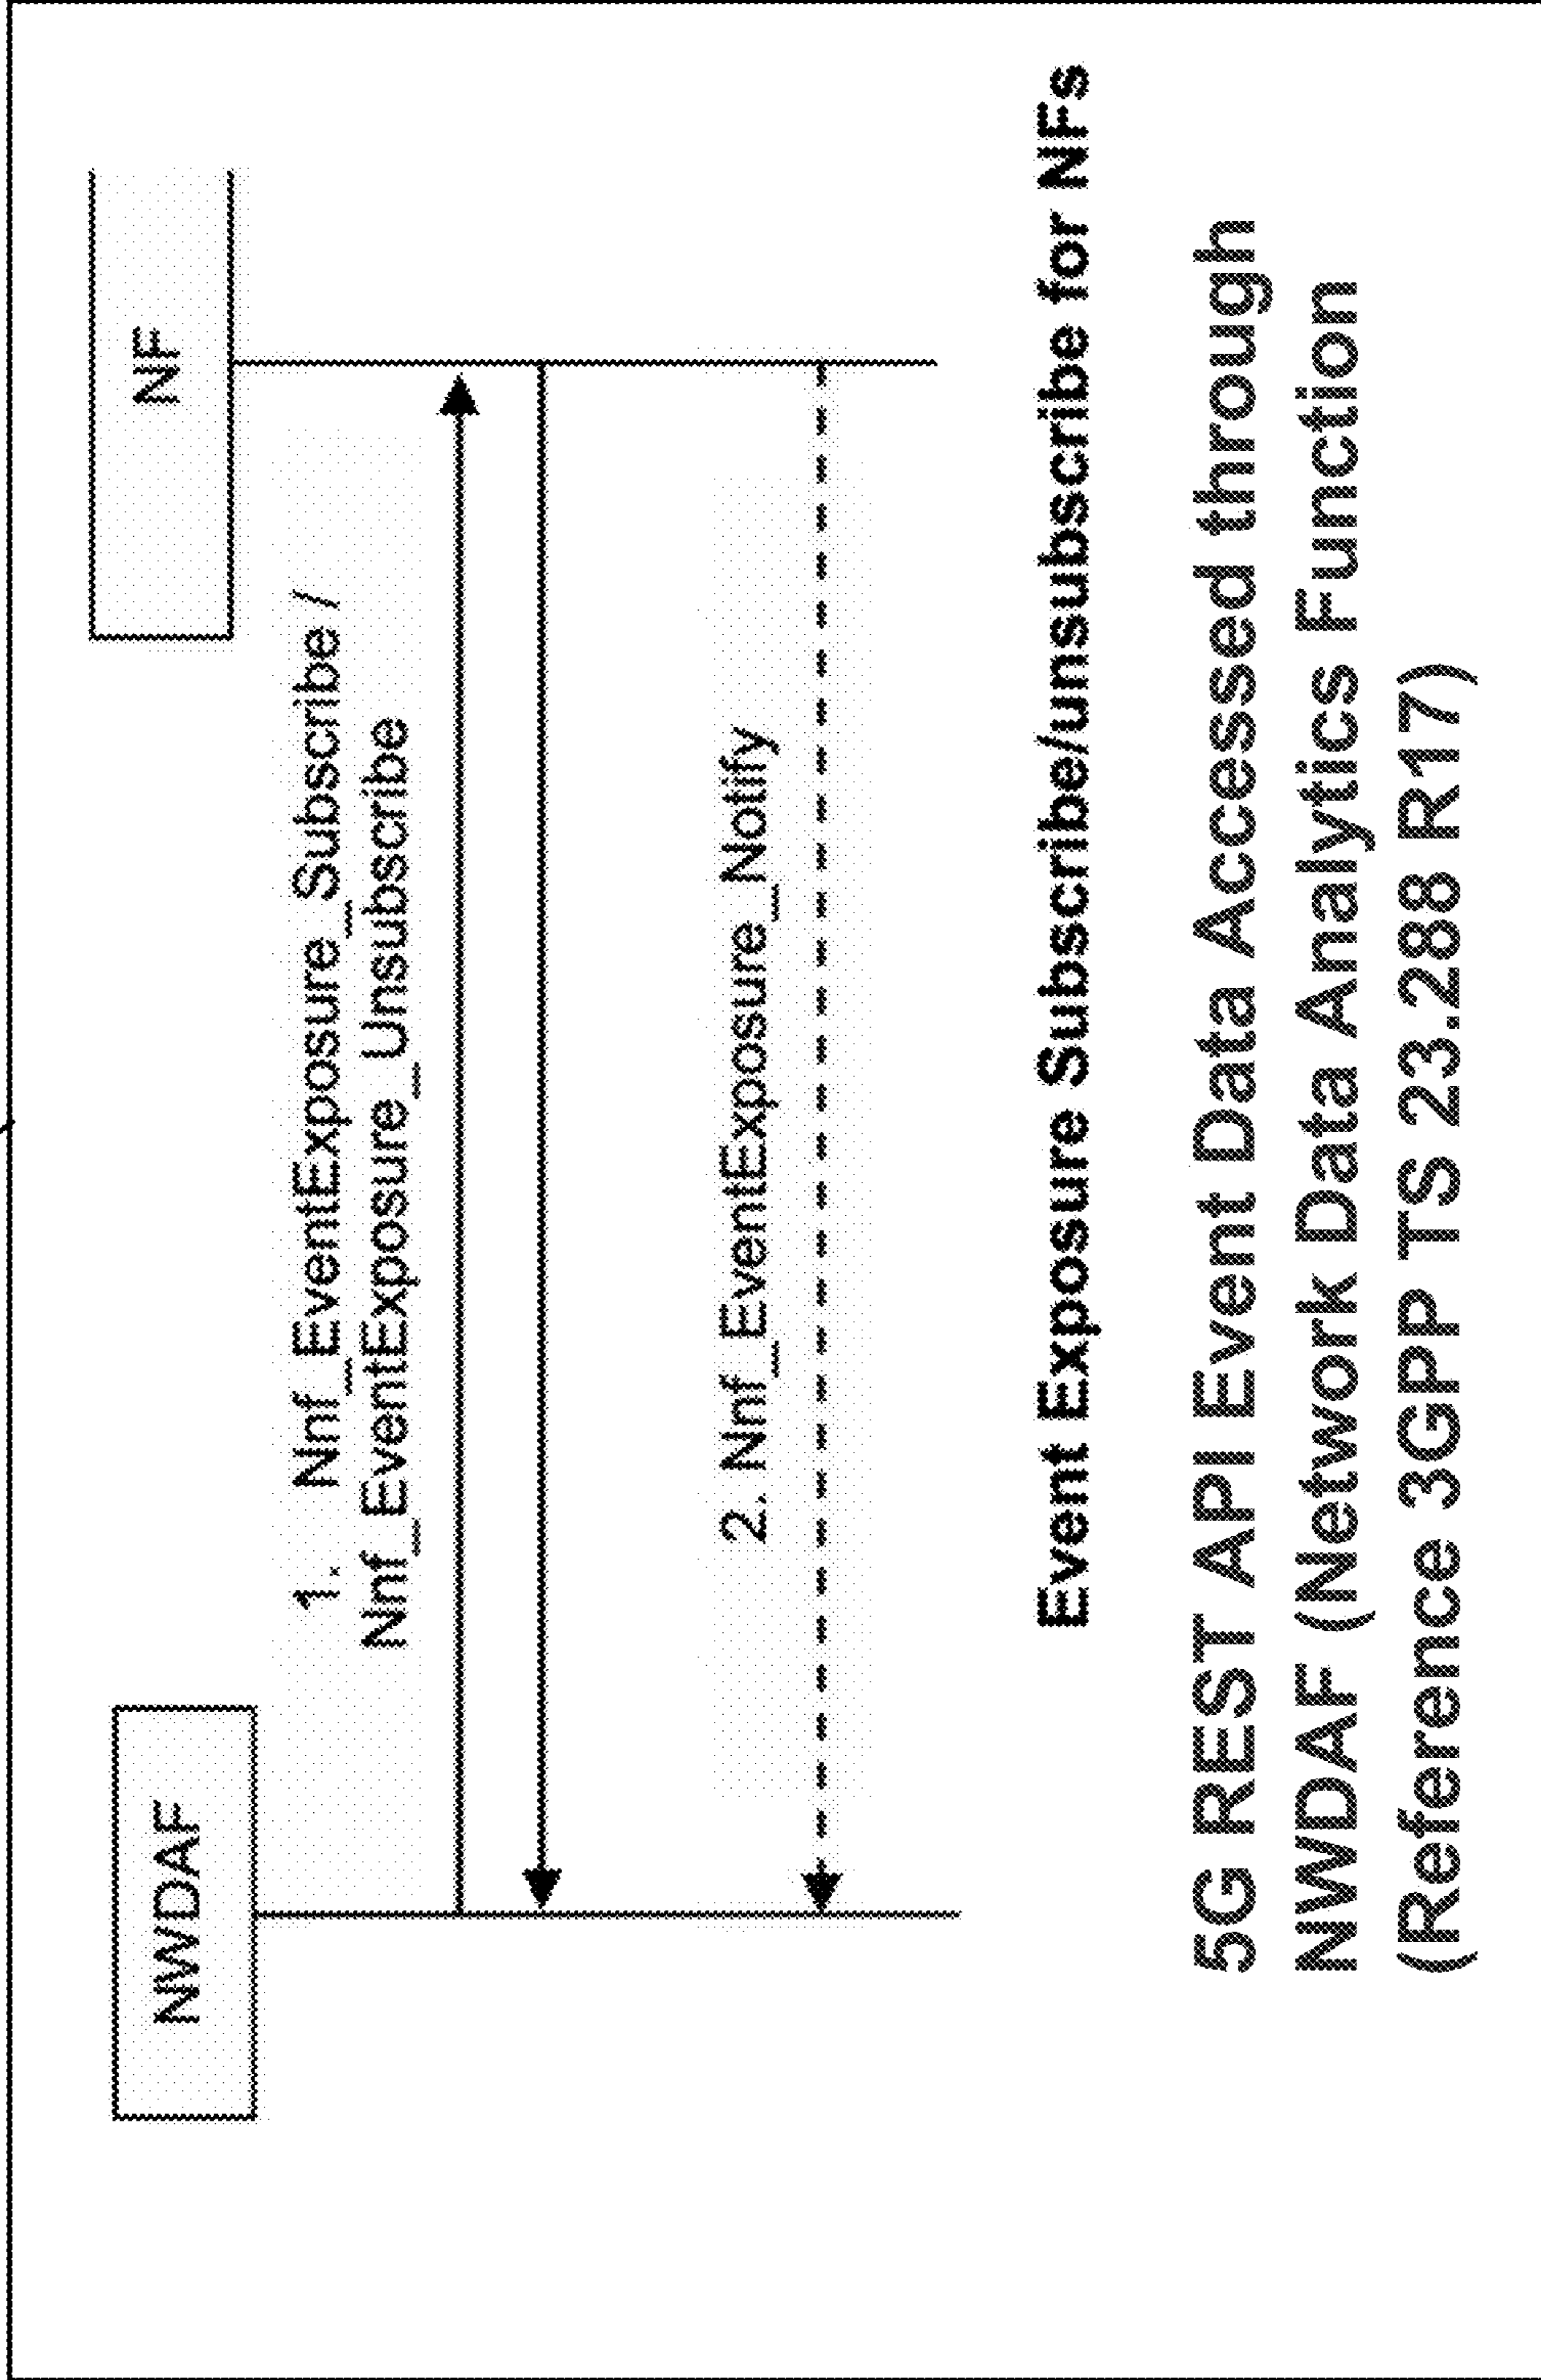 NWDAF
NF
1. Nnf_EventExposure_Subscribe /
Nnf_EventExposure_Unsubscribe
2. Nnf_EventExposure_Notify
Event Exposure Subscribe/unsubscribe for NFs
5G REST API Event Data Accessed through
NWDAF (Network Data Analytics Function
(Reference 3GPP TS 23.288 R17)